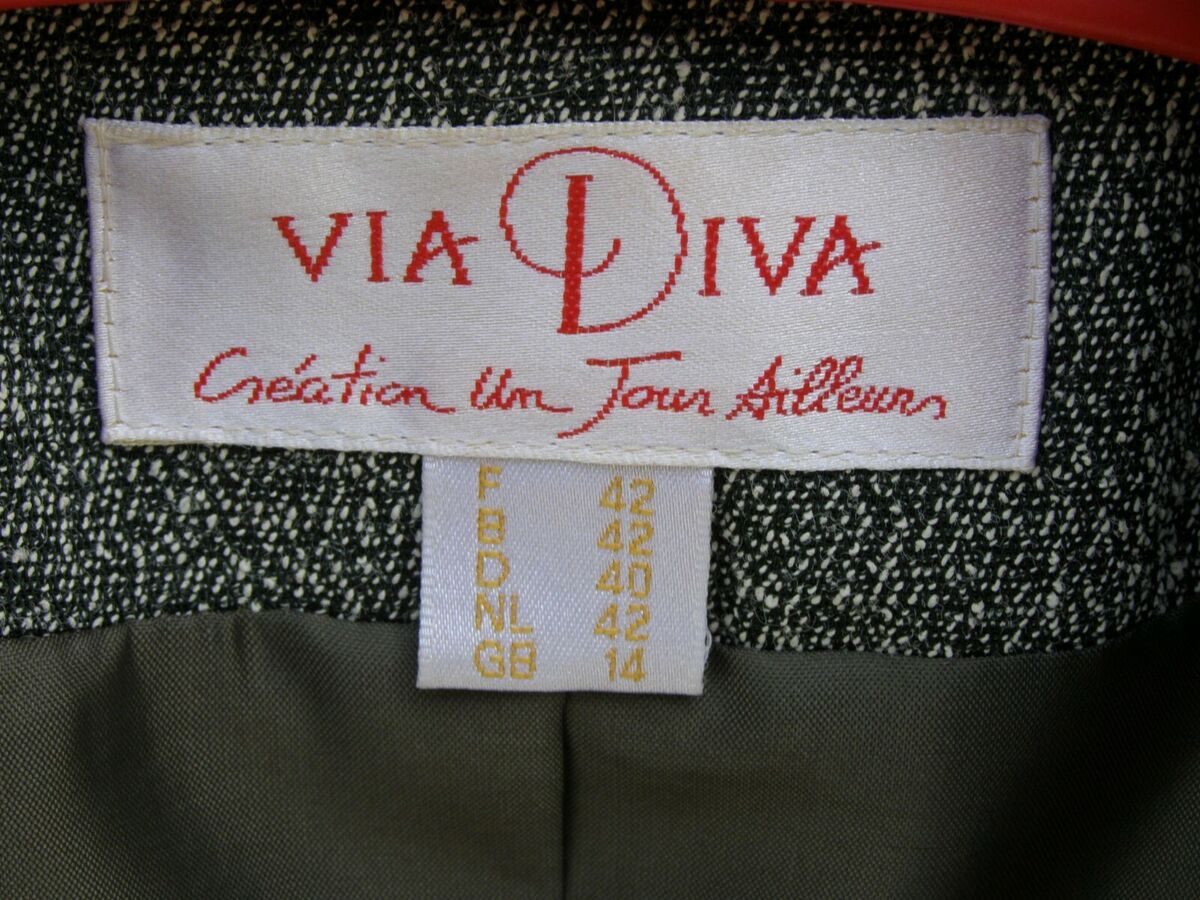 VIA DIVA
Création Un Jour Ailleurs
F 42
B 42
D 40
NL 42
GB 14